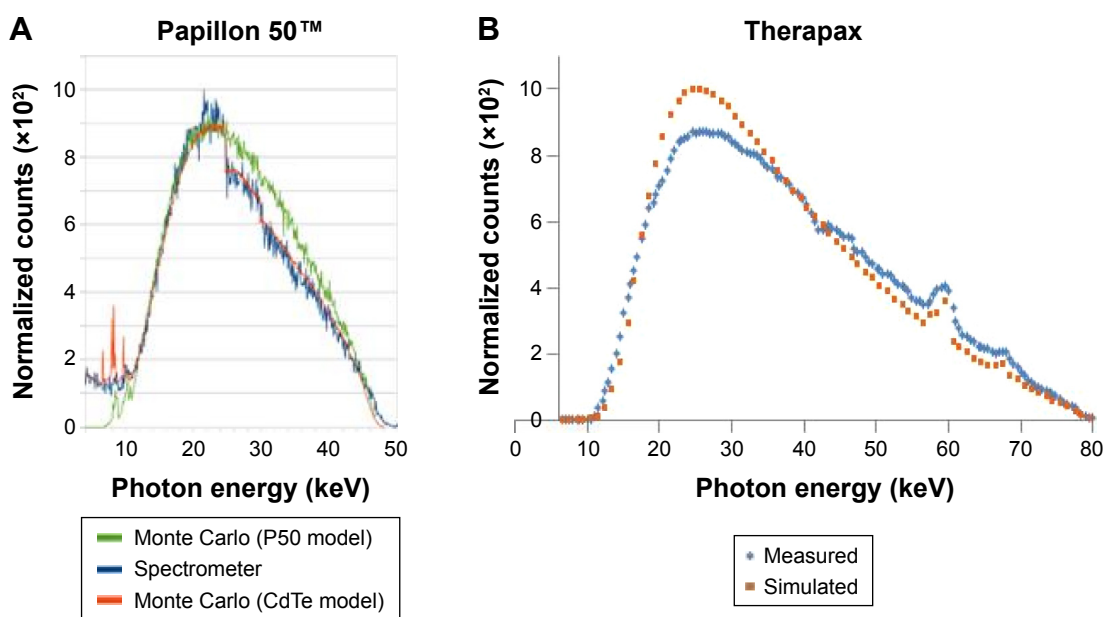 A
Papillon 50™
Normalized counts (×10²)
10
8
6
4
2
0
10
20
30
40
50
Photon energy (keV)
Monte Carlo (P50 model)
Spectrometer
Monte Carlo (CdTe model)
B
Therapax
Normalized counts (×10²)
10
8
6
4
2
0
0
10
20
30
40
50
60
70
80
Photon energy (keV)
Measured
Simulated